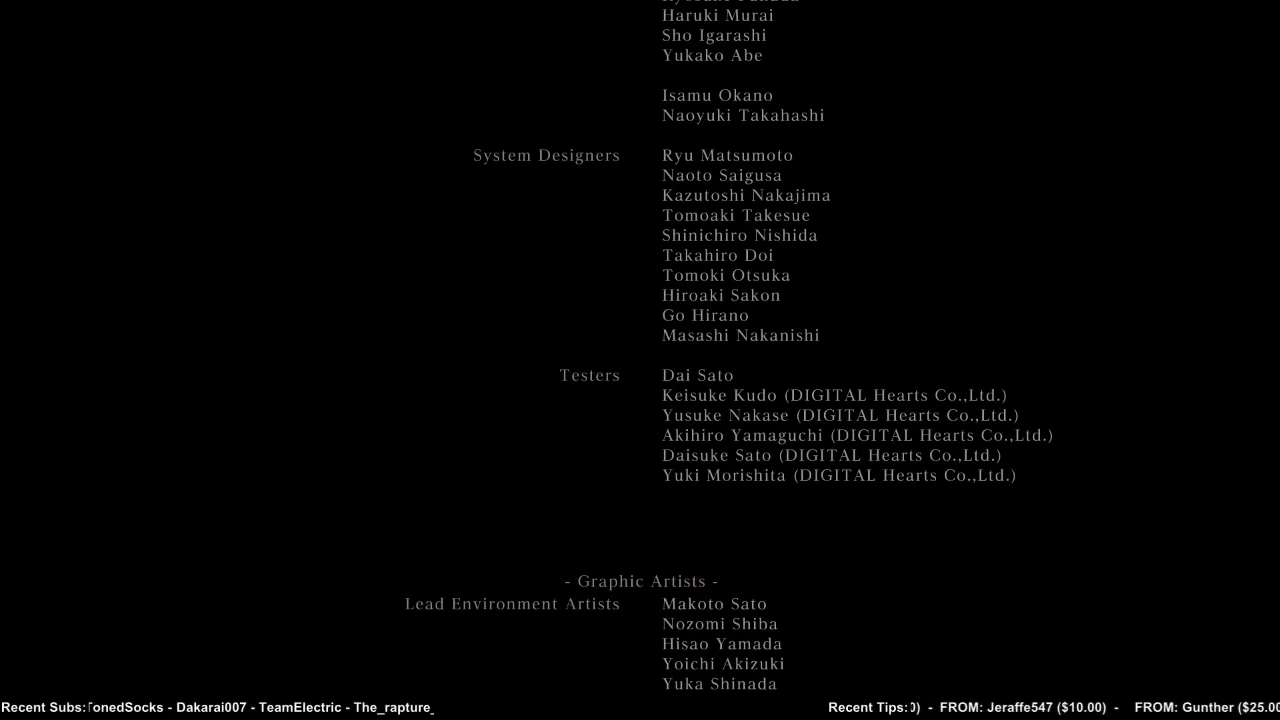 Haruki Murai
Sho Igarashi
Yukako Abe
Isamu Okano
Naoyuki Takahashi
System Designers Ryu Matsumoto
Naoto Saigusa
Kazutoshi Nakajima
Tomoaki Takesue
Shinichiro Nishida
Takahiro Doi
Tomoki Otsuka
Hiroaki Sakon
Go Hirano
Masashi Nakanishi
Testers Dai Sato
Keisuke Kudo (DIGITAL Hearts Co.,Ltd.)
Yusuke Nakase (DIGITAL Hearts Co.,Ltd.)
Akihiro Yamaguchi (DIGITAL Hearts Co.,Ltd.)
Daisuke Sato (DIGITAL Hearts Co.,Ltd.)
Yuki Morishita (DIGITAL Hearts Co.,Ltd.)
- Graphic Artists -
Lead Environment Artists Makoto Sato
Nozomi Shiba
Hisao Yamada
Yoichi Akizuki
Yuka Shinada
Recent Subs: onedSocks - Dakarai007 - TeamElectric - The_rapture_ Recent Tips: 0) - FROM: Jeraffe547 ($10.00) - FROM: Gunther ($25.00